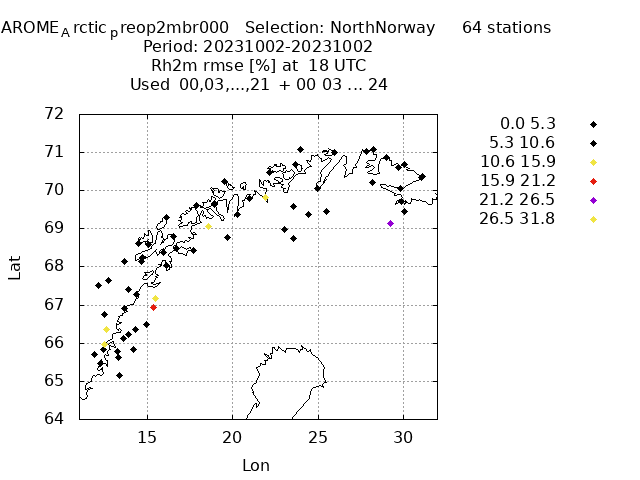 AROME_A rctic_preop2mbr000 Selection: NorthNorway 64 stations
Period: 20231002-20231002
Rh2m rmse [%] at 18 UTC
Used 00,03,...,21 + 00 03 ... 24
0.0 5.3
5.3 10.6
10.6 15.9
15.9 21.2
21.2 26.5
26.5 31.8
72
71
70
69
68
67
66
65
64
Lat
15 20 25 30
Lon